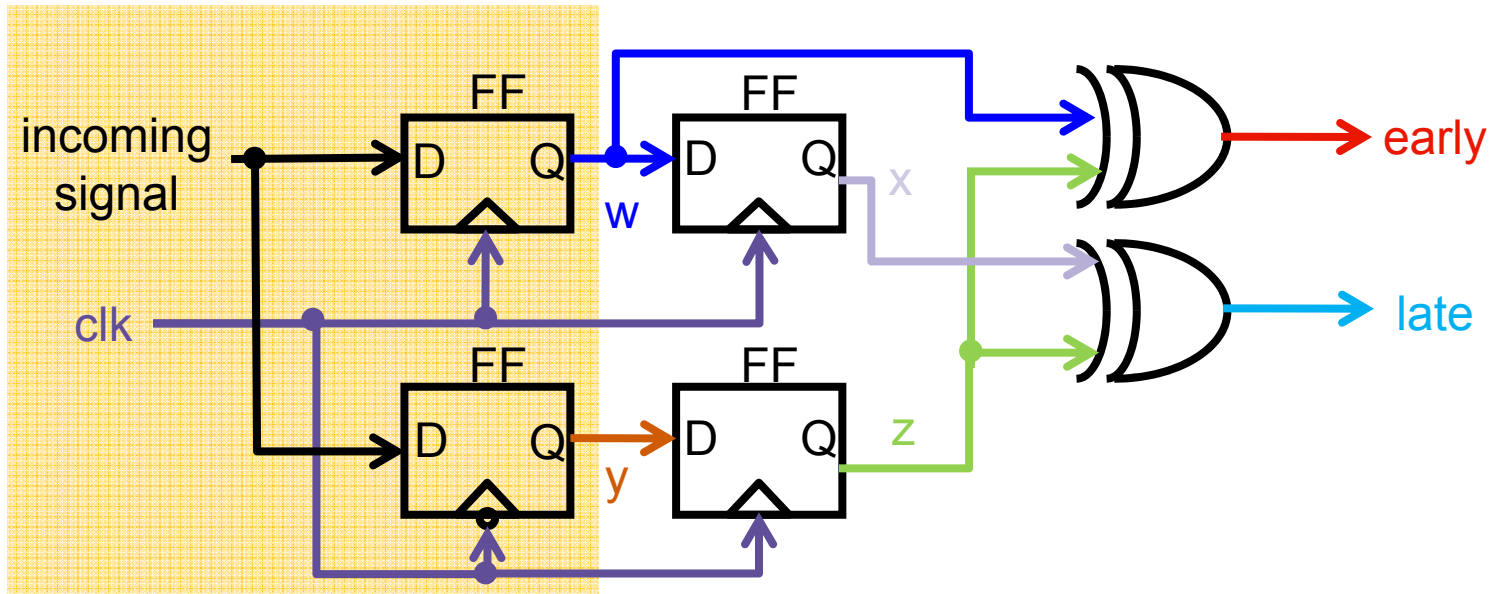 FF
FF
incoming
signal
D
Q
D
Q
early
x
w
clk
late
FF
FF
D
Q
D
Q
z
y